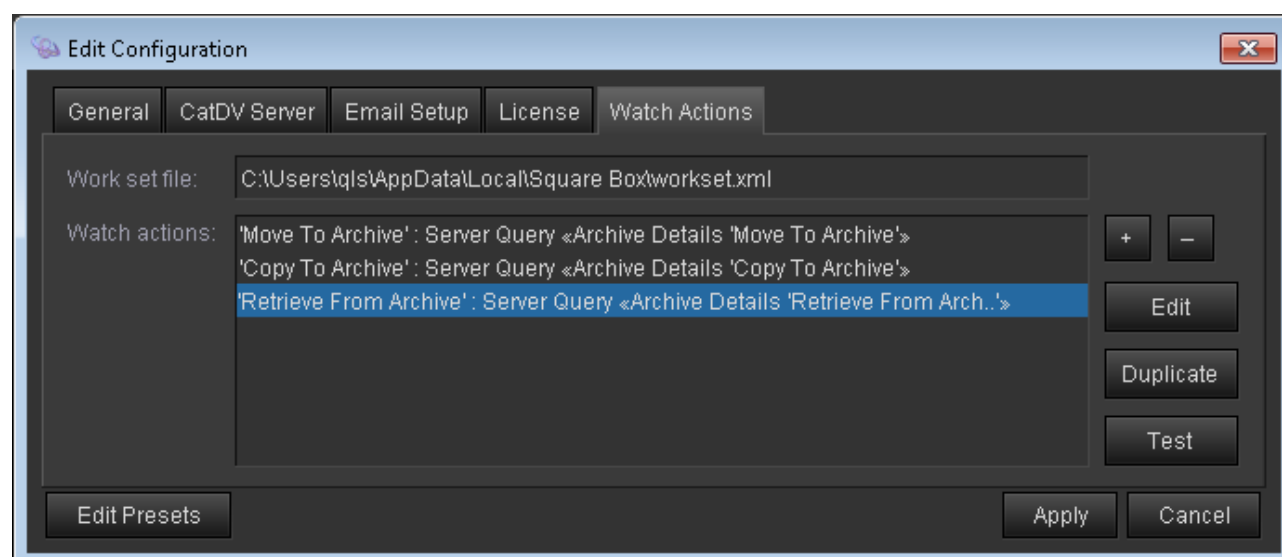 Edit Configuration
General CatDV Server Email Setup License Watch Actions
Work set file: C:\Users\qls\AppData\Local\Square Box\workset.xml
Watch actions: 'Move To Archive' : Server Query «Archive Details 'Move To Archive'» + –
'Copy To Archive' : Server Query «Archive Details 'Copy To Archive'»
'Retrieve From Archive' : Server Query «Archive Details 'Retrieve From Arch..'» Edit
Duplicate
Test
Edit Presets Apply Cancel